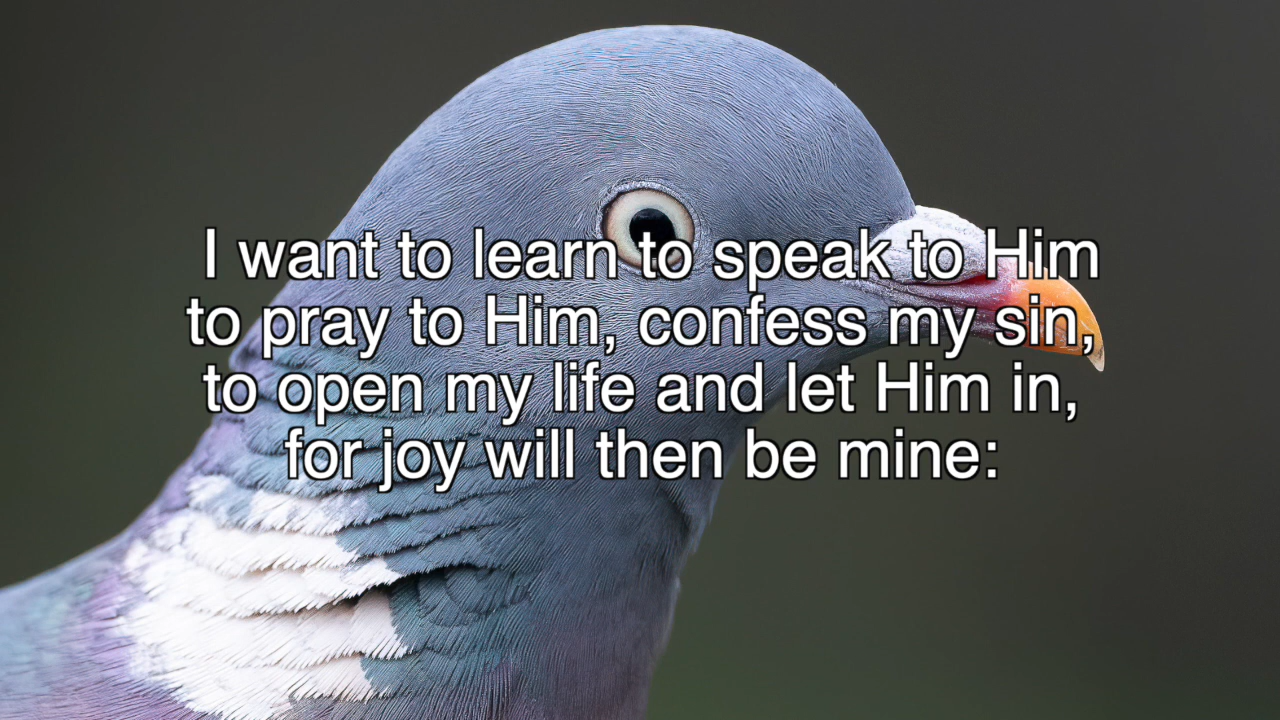 I want to learn to speak to Him
to pray to Him, confess my sin,
to open my life and let Him in,
for joy will then be mine: